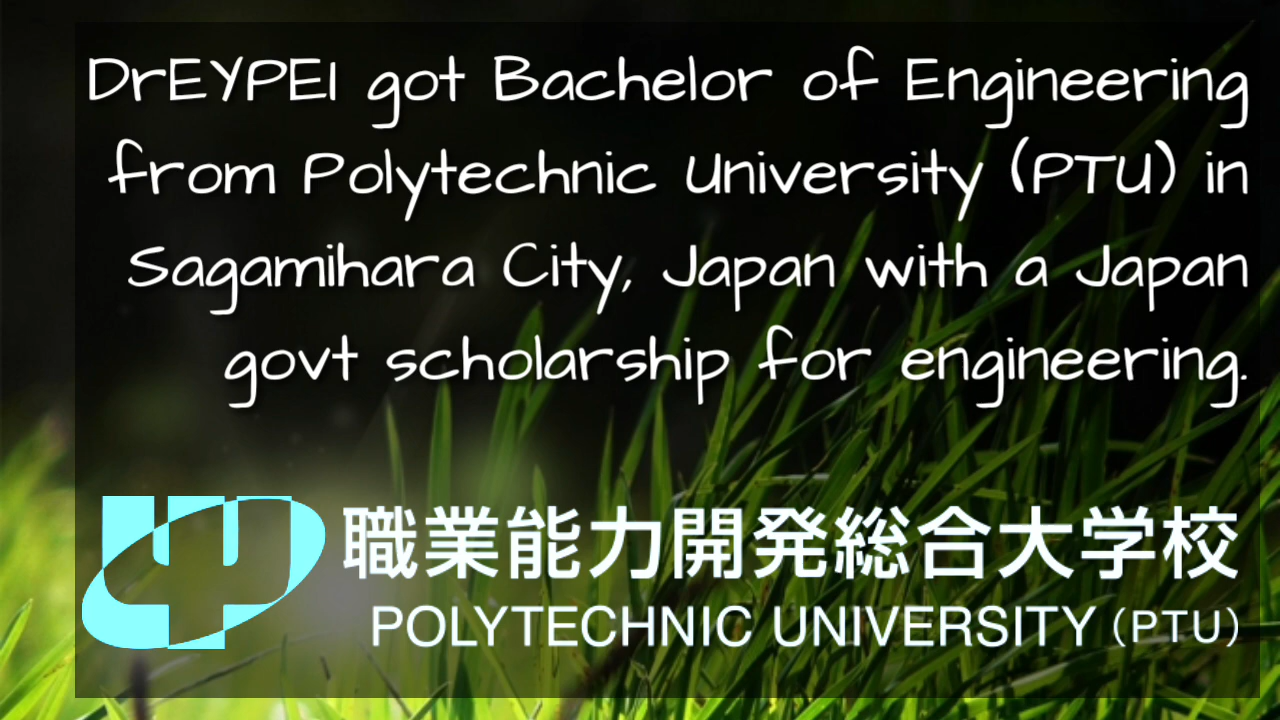 DrEYPEI got Bachelor of Engineering
from Polytechnic University (PTU) in
Sagamihara City, Japan with a Japan
govt scholarship for engineering.
職業能力開発総合大学校
POLYTECHNIC UNIVERSITY (PTU)